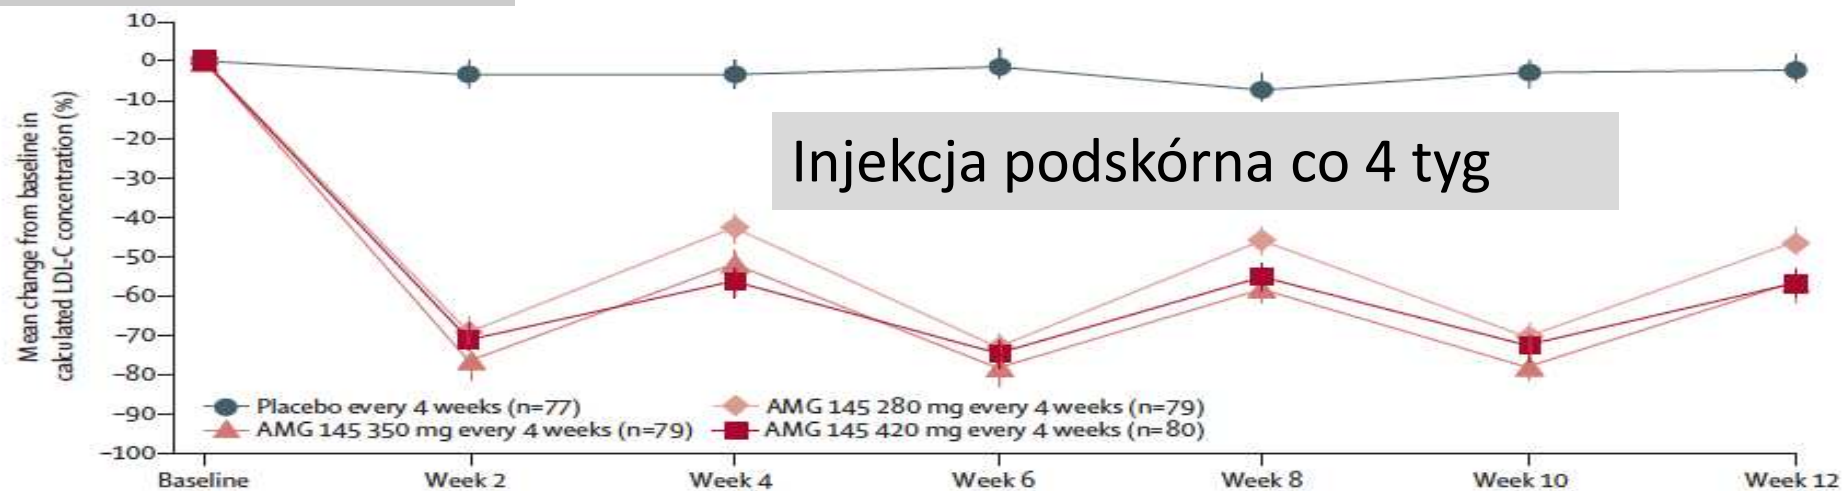 10
0
−10
−20
−30
−40
−50
−60
−70
−80
−90
−100
Mean change from baseline in
calculated LDL-C concentration (%)
Injekcja podskórna co 4 tyg
Placebo every 4 weeks (n=77)
AMG 145 280 mg every 4 weeks (n=79)
AMG 145 350 mg every 4 weeks (n=79)
AMG 145 420 mg every 4 weeks (n=80)
Baseline
Week 2
Week 4
Week 6
Week 8
Week 10
Week 12